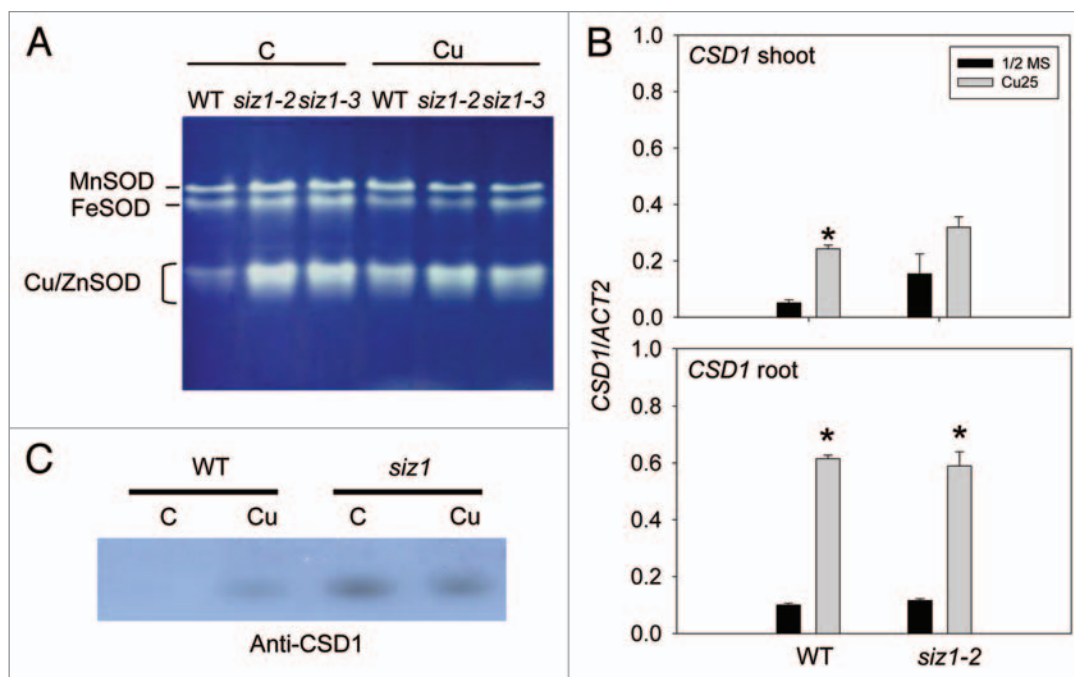 A
C Cu
WT siz1-2 siz1-3 WT siz1-2 siz1-3
MnSOD
FeSOD
Cu/ZnSOD
B
CSD1/ACT2
1.0
0.8
0.6
0.4
0.2
0.0
CSD1 shoot
1/2 MS
Cu25
*
1.0
0.8
0.6
0.4
0.2
0.0
CSD1 root
* *
WT siz1-2
C
WT siz1
C Cu C Cu
Anti-CSD1